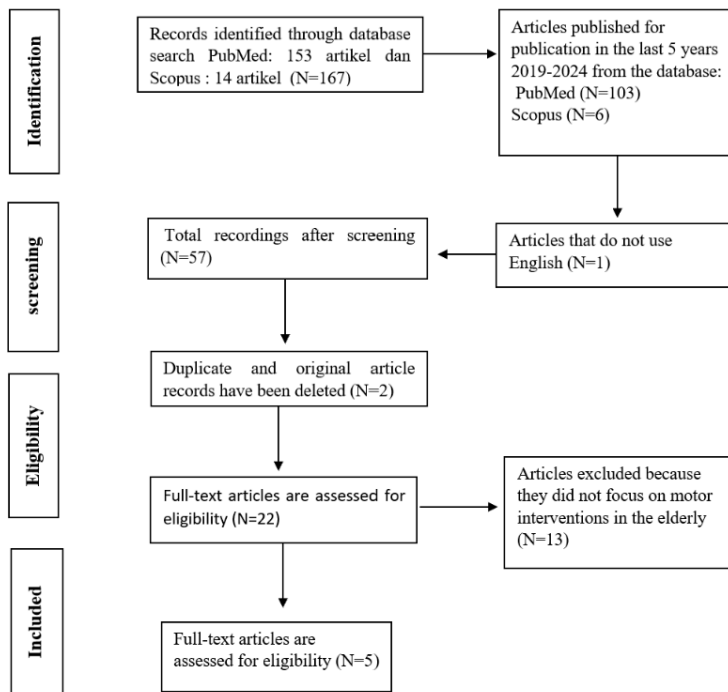 Identification
Records identified through database
search PubMed: 153 artikel dan
Scopus : 14 artikel (N=167)
Articles published for
publication in the last 5 years
2019-2024 from the database:
PubMed (N=103)
Scopus (N=6)
screening
Total recordings after screening
(N=57)
Articles that do not use
English (N=1)
Duplicate and original article
records have been deleted (N=2)
Eligibility
Full-text articles are assessed for
eligibility (N=22)
Articles excluded because
they did not focus on motor
interventions in the elderly
(N=13)
Included
Full-text articles are
assessed for eligibility (N=5)